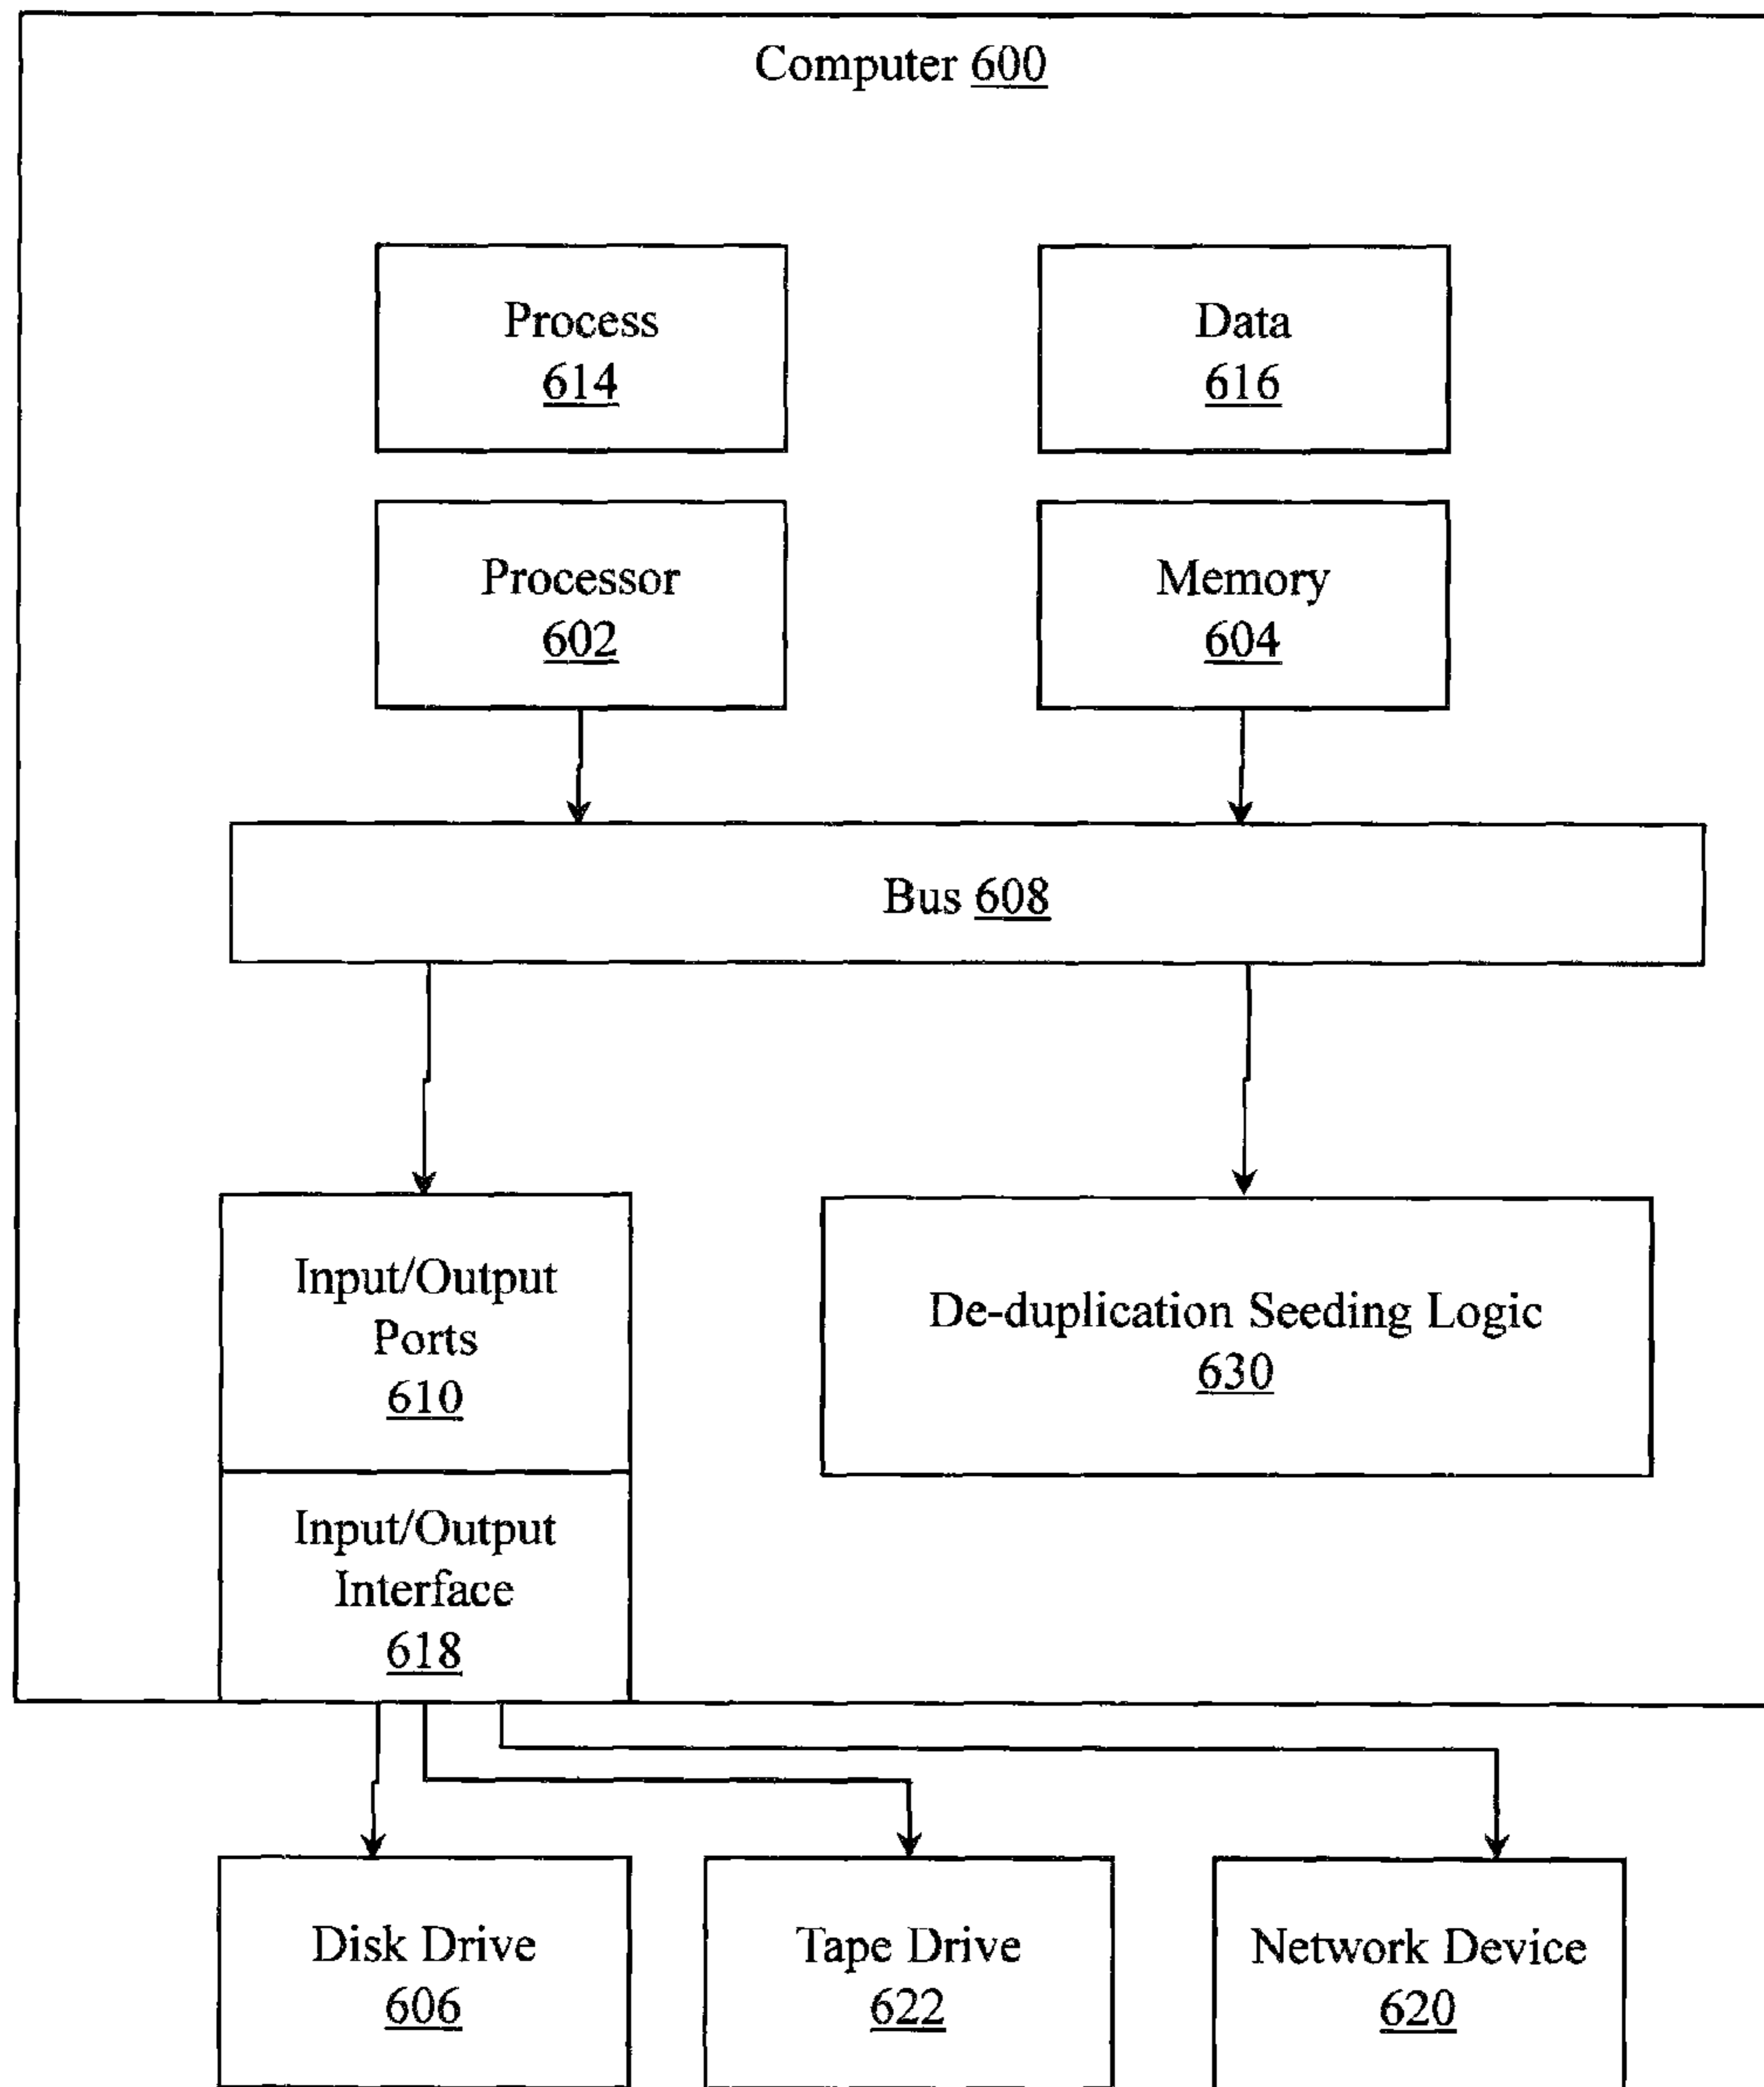 Computer 600
Process
614
Data
616
Processor
602
Memory
604
Bus 608
Input/Output
Ports
610
De-duplication Seeding Logic
630
Input/Output
Interface
618
Disk Drive
606
Tape Drive
622
Network Device
620